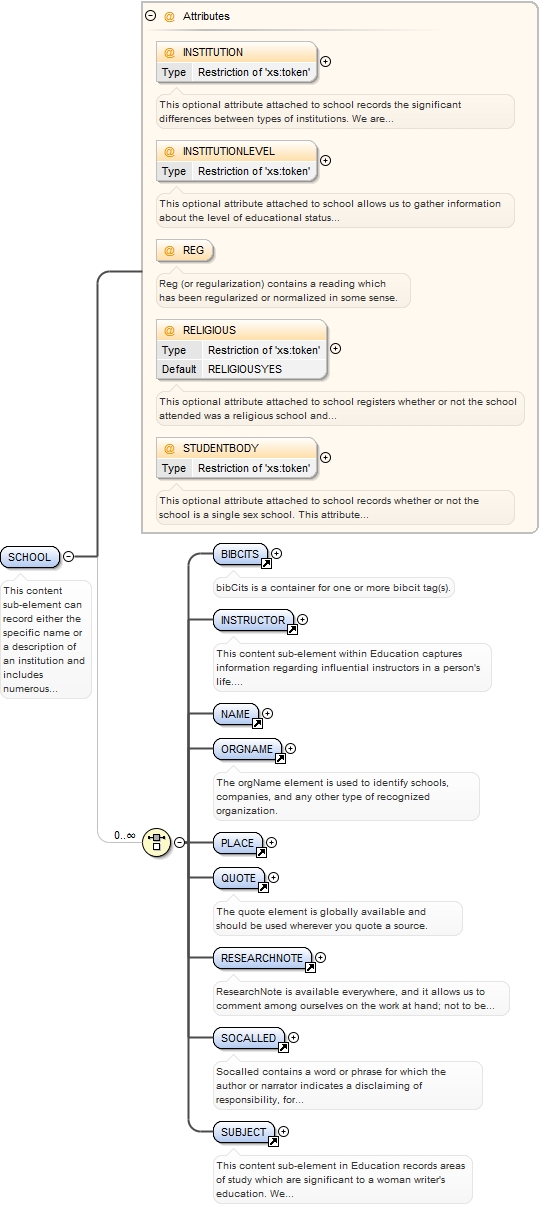 Attributes
@ INSTITUTION
Type Restriction of 'xs:token'
This optional attribute attached to school records the significant
differences between types of institutions. We are...
@ INSTITUTIONLEVEL
Type Restriction of 'xs:token'
This optional attribute attached to school allows us to gather information
about the level of educational status...
@ REG
Reg (or regularization) contains a reading which
has been regularized or normalized in some sense.
@ RELIGIOUS
Type Restriction of 'xs:token'
Default RELIGIOUSYES
This optional attribute attached to school registers whether or not the school
attended was a religious school and...
@ STUDENTBODY
Type Restriction of 'xs:token'
This optional attribute attached to school records whether or not the
school is a single sex school. This attribute...
SCHOOL
This content
sub-element can
record either the
specific name or
a description of
an institution and
includes
numerous...
0..∞
BIBCITS
bibCits is a container for one or more bibcit tag(s).
INSTRUCTOR
This content sub-element within Education captures
information regarding influential instructors in a person's
life....
NAME
ORGNAME
The orgName element is used to identify schools,
companies, and any other type of recognized
organization.
PLACE
QUOTE
The quote element is globally available and
should be used wherever you quote a source.
RESEARCHNOTE
ResearchNote is available everywhere, and it allows us to
comment among ourselves on the work at hand; not to be...
SOCALLED
Socalled contains a word or phrase for which the
author or narrator indicates a disclaiming of
responsibility, for...
SUBJECT
This content sub-element in Education records areas
of study which are significant to a woman writer's
education. We...